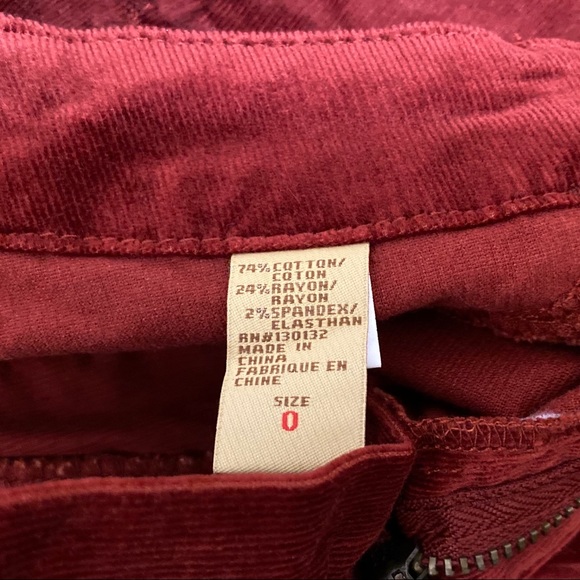 74% COTTON/
COTON
24% RAYON/
RAYON
2% SPANDEX/
ELASTHAN
RN#130132
MADE IN
CHINA
FABRIQUE EN
CHINE
SIZE
0